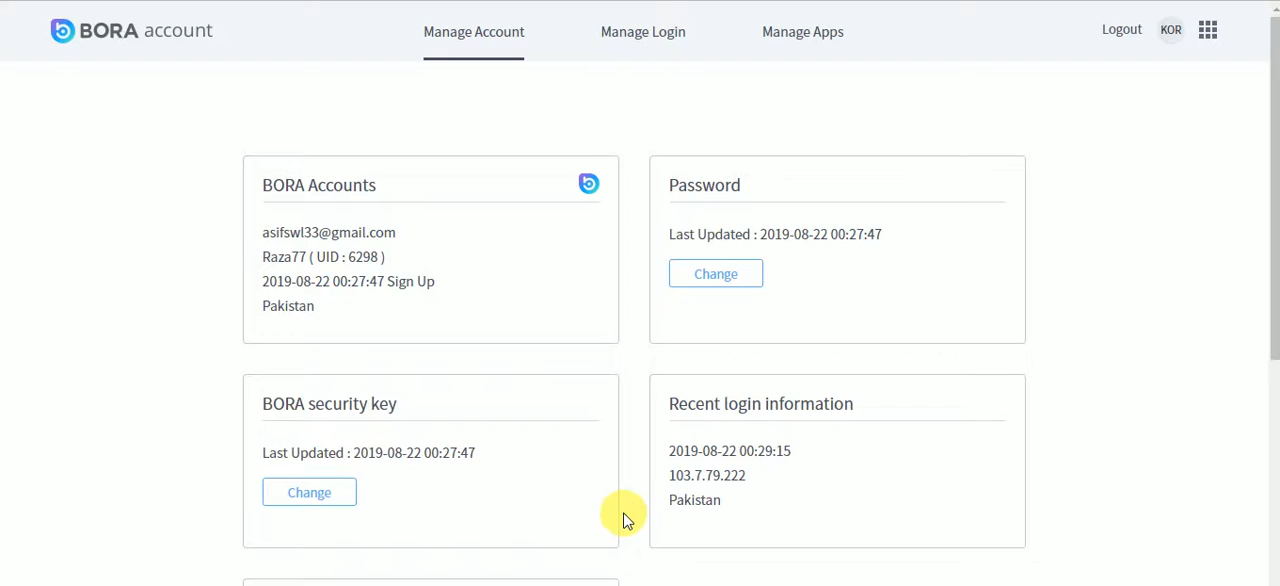 BORA account
Manage Account
Manage Login
Manage Apps
Logout
KOR
BORA Accounts
asifswl33@gmail.com
Raza77 ( UID : 6298 )
2019-08-22 00:27:47 Sign Up
Pakistan
Password
Last Updated : 2019-08-22 00:27:47
Change
BORA security key
Last Updated : 2019-08-22 00:27:47
Change
Recent login information
2019-08-22 00:29:15
103.7.79.222
Pakistan